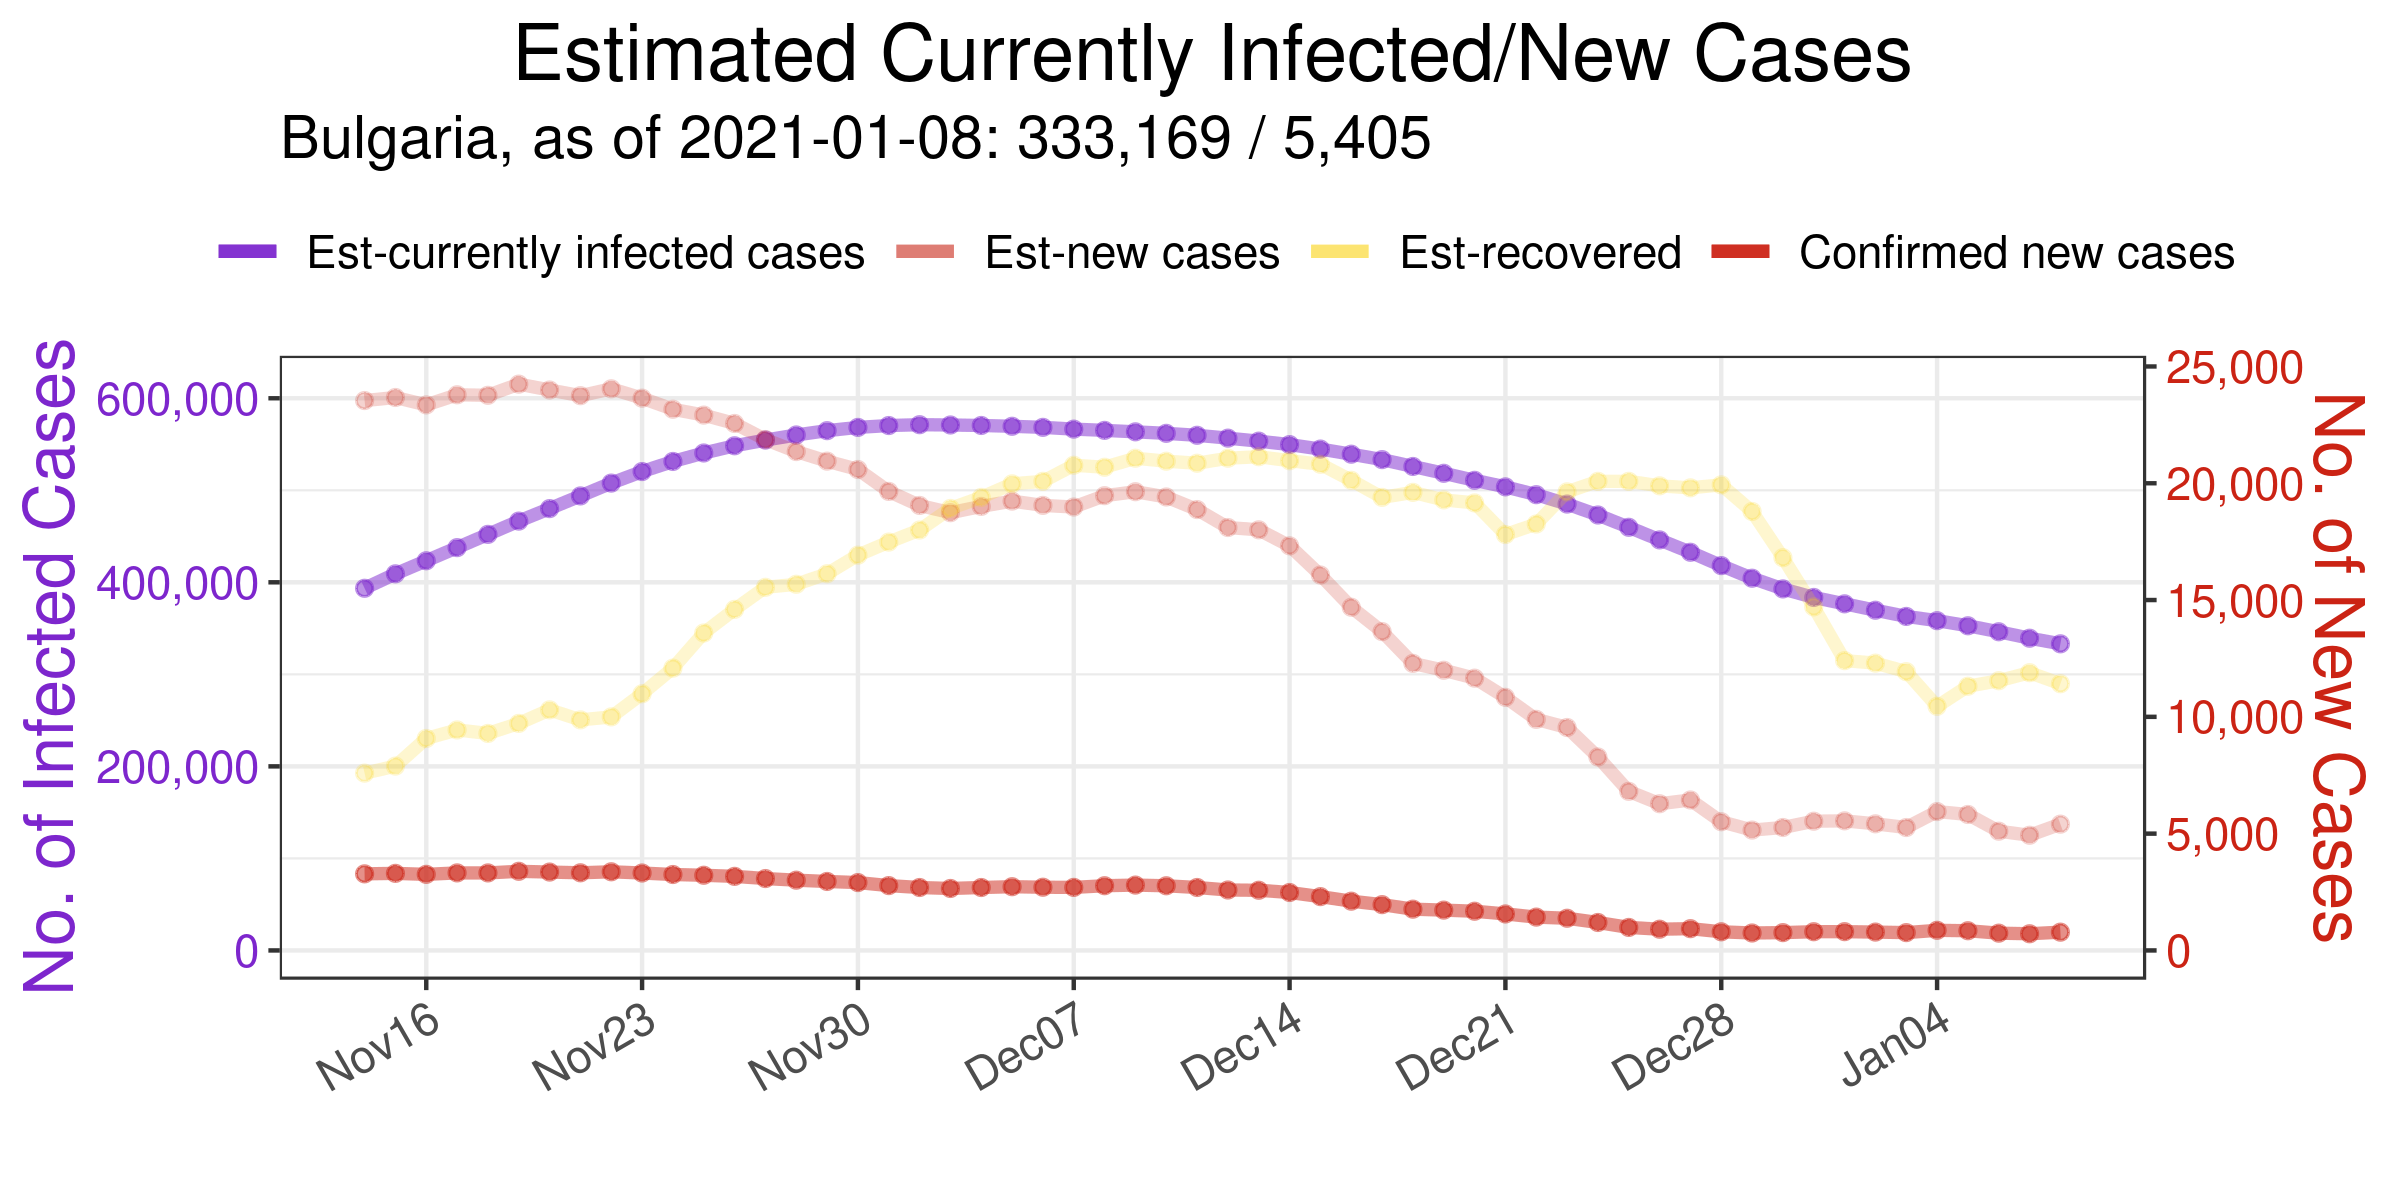 Estimated Currently Infected/New Cases
Bulgaria, as of 2021-01-08: 333,169 / 5,405
Est-currently infected cases Est-new cases Est-recovered Confirmed new cases
No. of Infected Cases
600,000
400,000
200,000
0
25,000
20,000
15,000
10,000
5,000
0
No. of New Cases
Nov16 Nov23 Nov30 Dec07 Dec14 Dec21 Dec28 Jan04